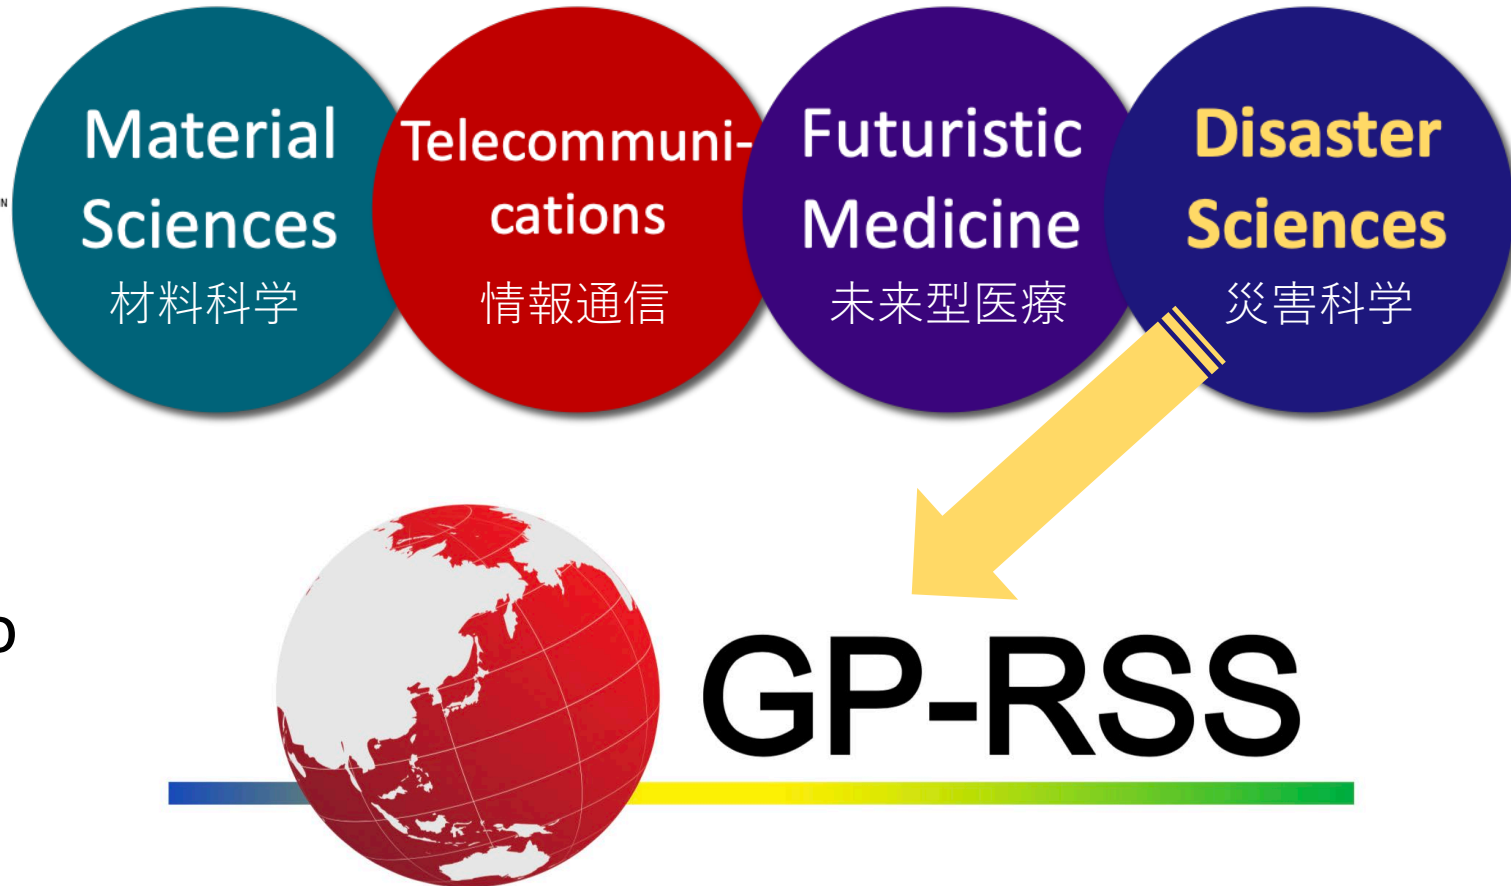 Material
Sciences
材料科学
Telecommuni-
cations
情報通信
Futuristic
Medicine
未来型医療
Disaster
Sciences
災害科学
N
GP-RSS